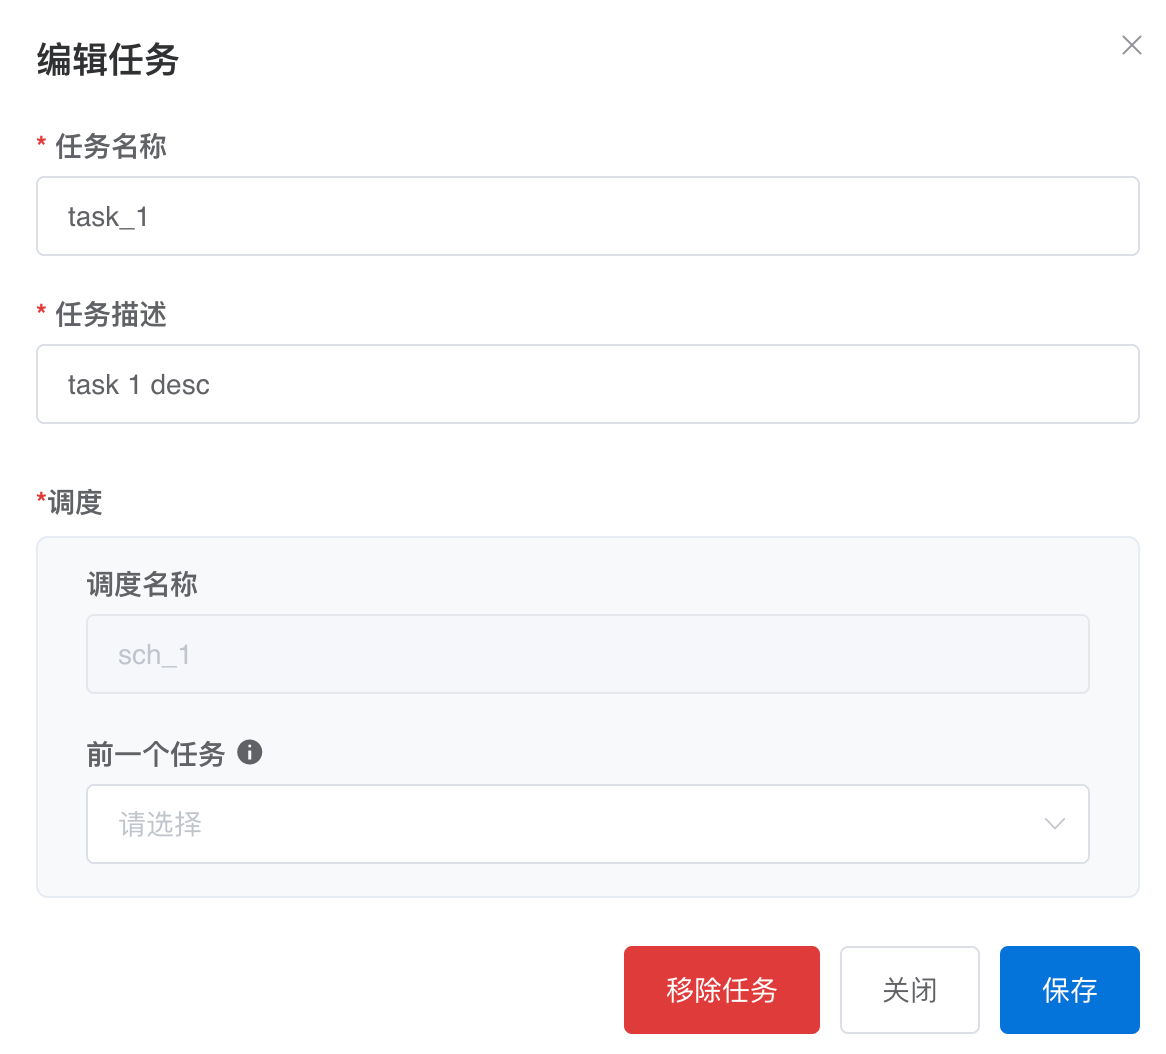 编辑任务
* 任务名称
task_1
* 任务描述
task 1 desc
*调度
调度名称
sch_1
前一个任务
请选择
移除任务 关闭 保存